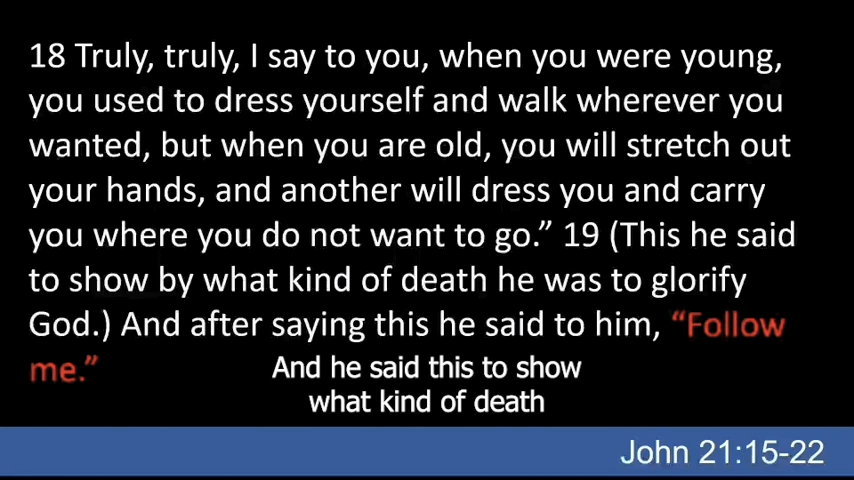 18 Truly, truly, I say to you, when you were young,
you used to dress yourself and walk wherever you
wanted, but when you are old, you will stretch out
your hands, and another will dress you and carry
you where you do not want to go.” 19 (This he said
to show by what kind of death he was to glorify
God.) And after saying this he said to him, “Follow
me.”
And he said this to show
what kind of death
John 21:15-22